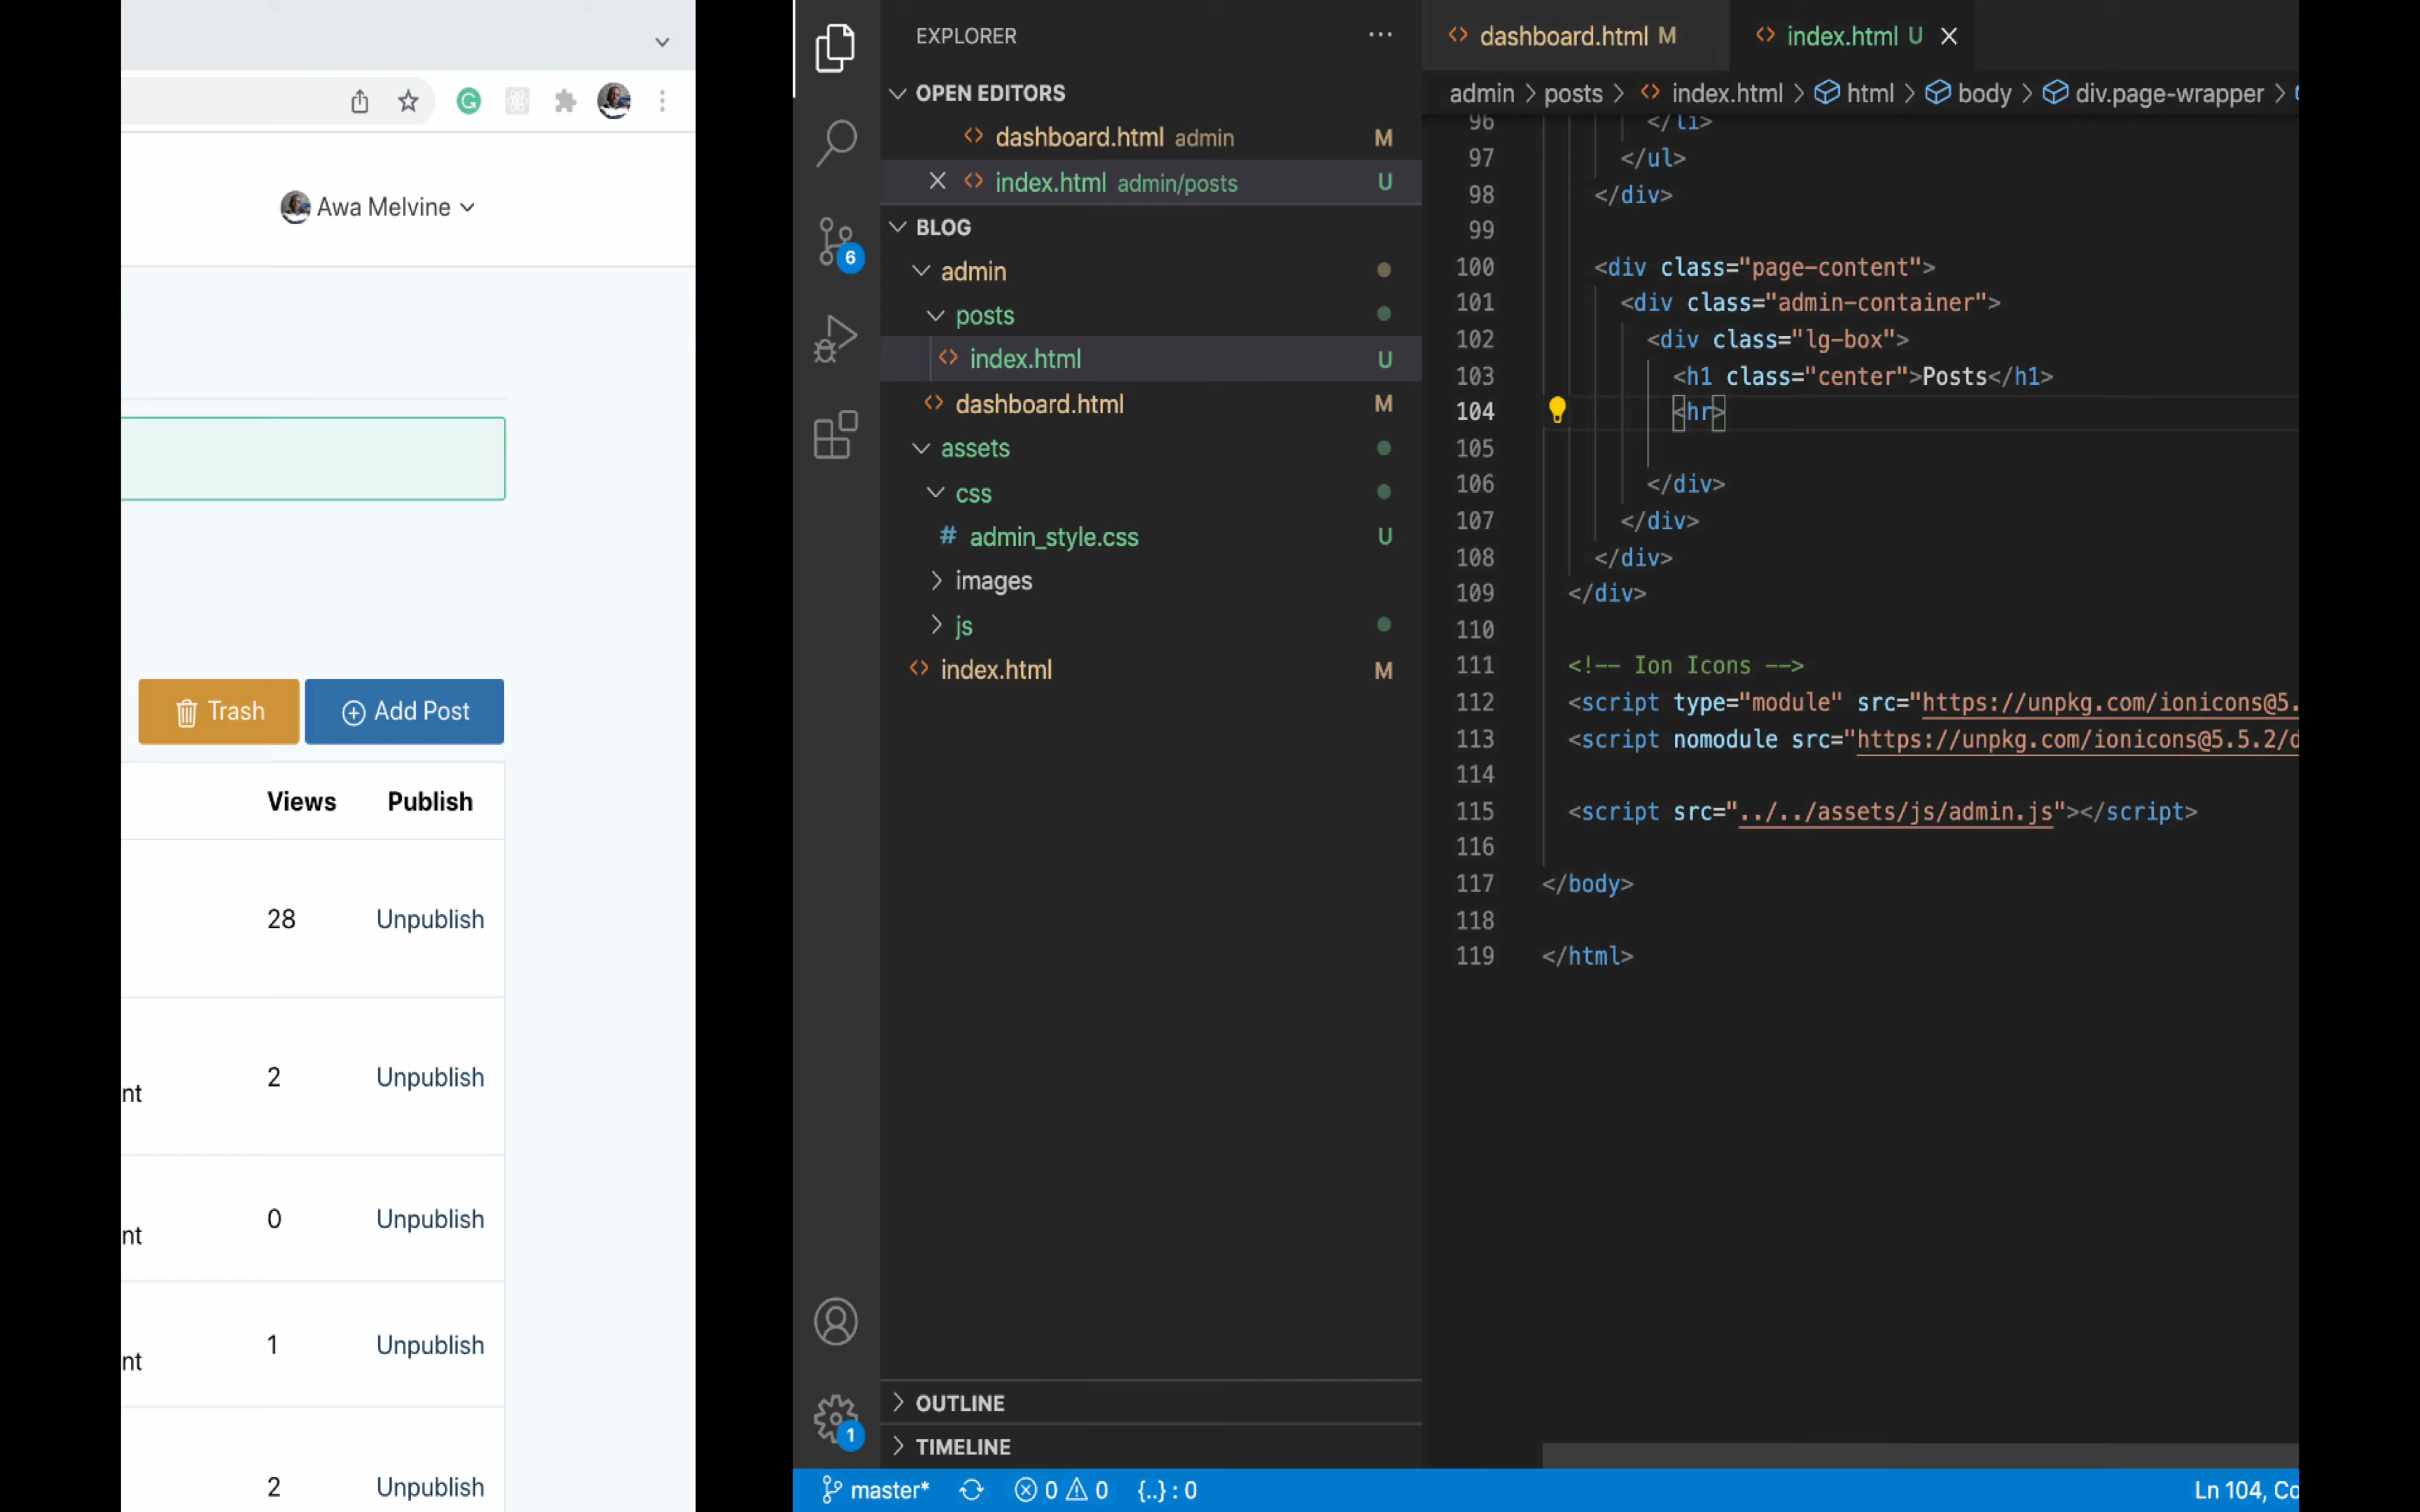 Awa Melvine
Trash
Add Post
Views Publish
28 Unpublish
2 Unpublish
nt
0 Unpublish
nt
1 Unpublish
nt
2 Unpublish
EXPLORER ...
OPEN EDITORS
dashboard.html admin M
index.html admin/posts U
BLOG
6
admin
posts
index.html U
dashboard.html M
assets
css
# admin_style.css U
images
js
index.html M
OUTLINE
1
TIMELINE
dashboard.html M
index.html U
admin > posts > index.html > html > body > div.page-wrapper >
96 </li>
97 </ul>
98 </div>
99
100 <div class="page-content">
101 <div class="admin-container">
102 <div class="lg-box">
103 <h1 class="center">Posts</h1>
104 <hr>
105
106 </div>
107 </div>
108 </div>
109 </div>
110
111 <!-- Ion Icons -->
112 <script type="module" src="https://unpkg.com/ionicons@5.
113 <script nomodule src="https://unpkg.com/ionicons@5.5.2/d
114
115 <script src="../../assets/js/admin.js"></script>
116
117 </body>
118
119 </html>
master* 0 0 {..} : 0 Ln 104, Co